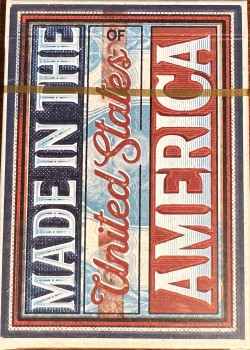 MADE IN THE
United States
OF
AMERICA